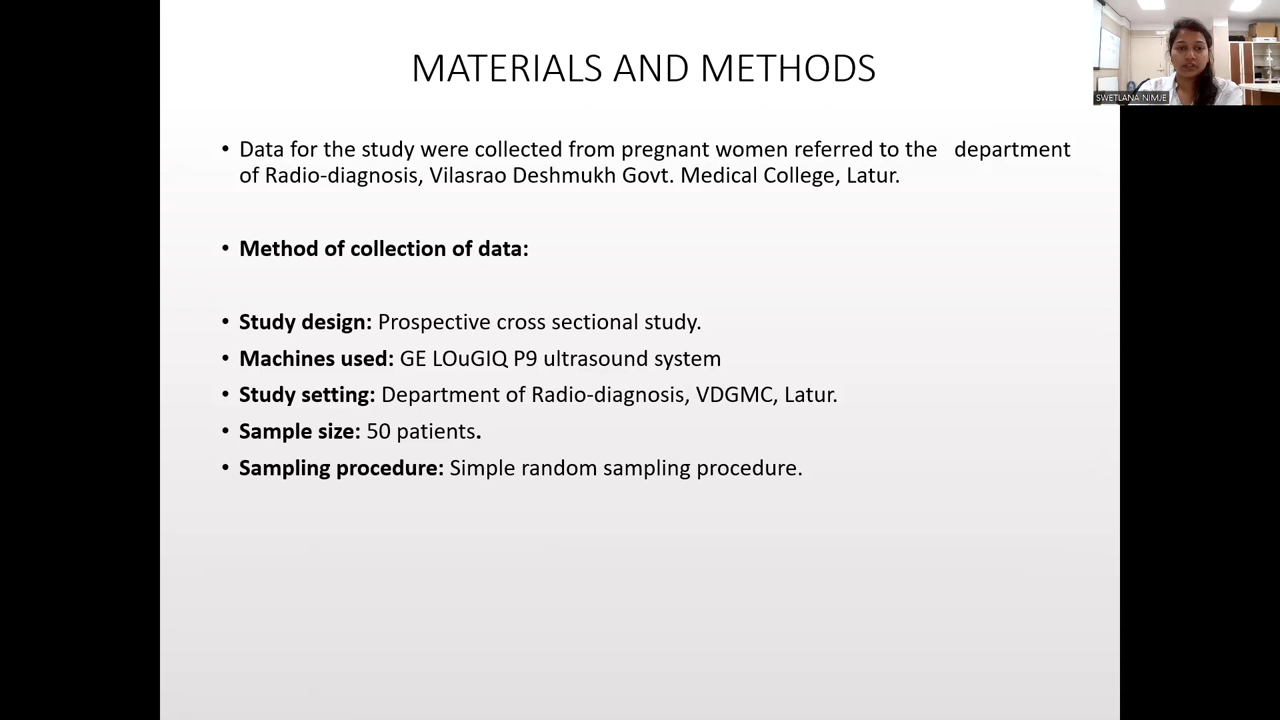 MATERIALS AND METHODS
SWETLANA NIMJE
• Data for the study were collected from pregnant women referred to the department
of Radio-diagnosis, Vilasrao Deshmukh Govt. Medical College, Latur.
• Method of collection of data:
• Study design: Prospective cross sectional study.
• Machines used: GE LOuGIQ P9 ultrasound system
• Study setting: Department of Radio-diagnosis, VDGMC, Latur.
• Sample size: 50 patients.
• Sampling procedure: Simple random sampling procedure.